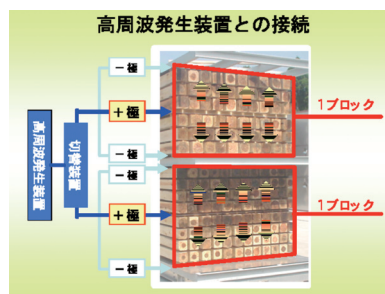 高周波発生装置との接続
－極
＋極
－極
－極
＋極
－極
高周波発生装置
切替装置
1ブロック
1ブロック